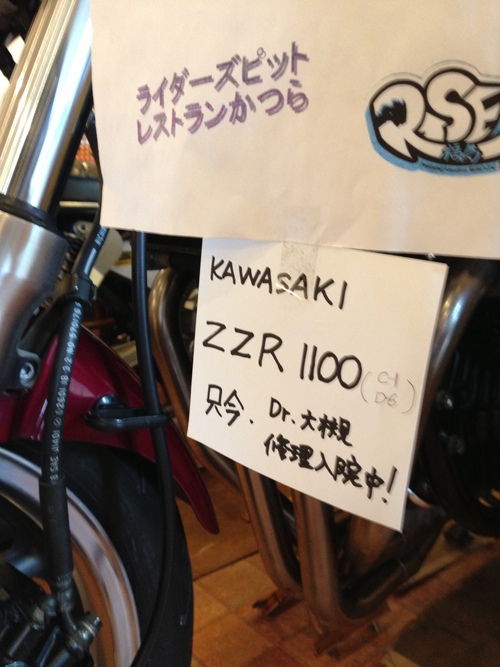 ライダーズピット
レストランかつら
RSF
KAWASAKI
ZZR 1100 (C-1
D6)
只今. Dr.大槻
修理入院中!